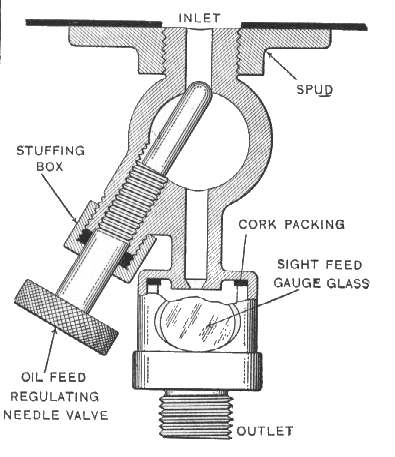 INLET
SPUD
STUFFING
BOX
CORK PACKING
SIGHT FEED
GAUGE GLASS
OIL FEED
REGULATING
NEEDLE VALVE
OUTLET